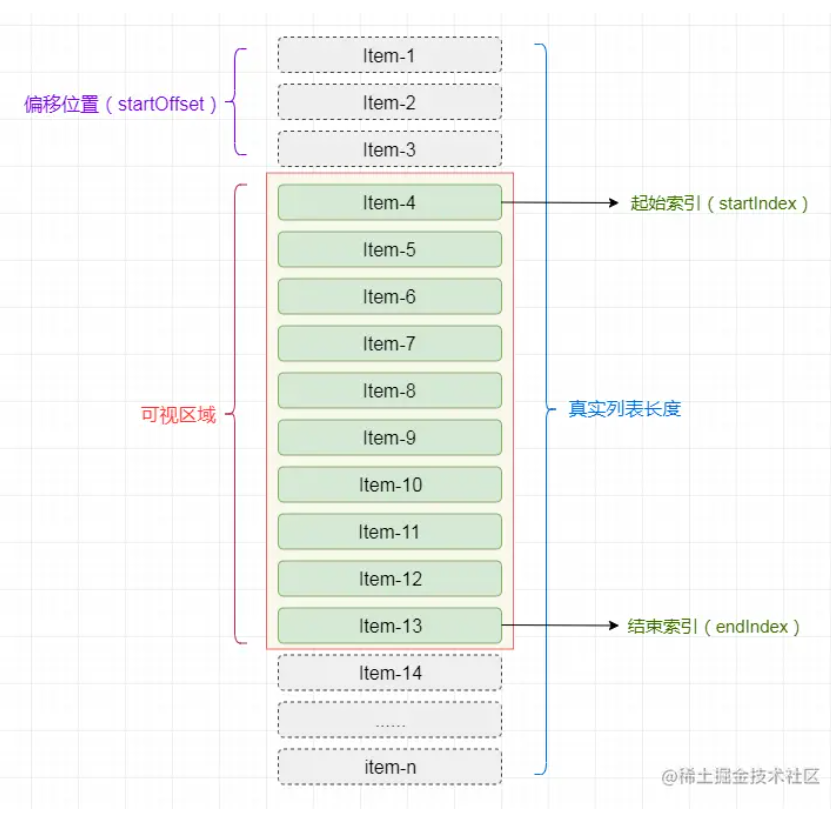 Item-1
偏移位置（startOffset）
Item-2
Item-3
Item-4
起始索引（startIndex）
Item-5
Item-6
Item-7
Item-8
可视区域
真实列表长度
Item-9
Item-10
Item-11
Item-12
Item-13
结束索引（endIndex）
Item-14
......
item-n
@稀土掘金技术社区